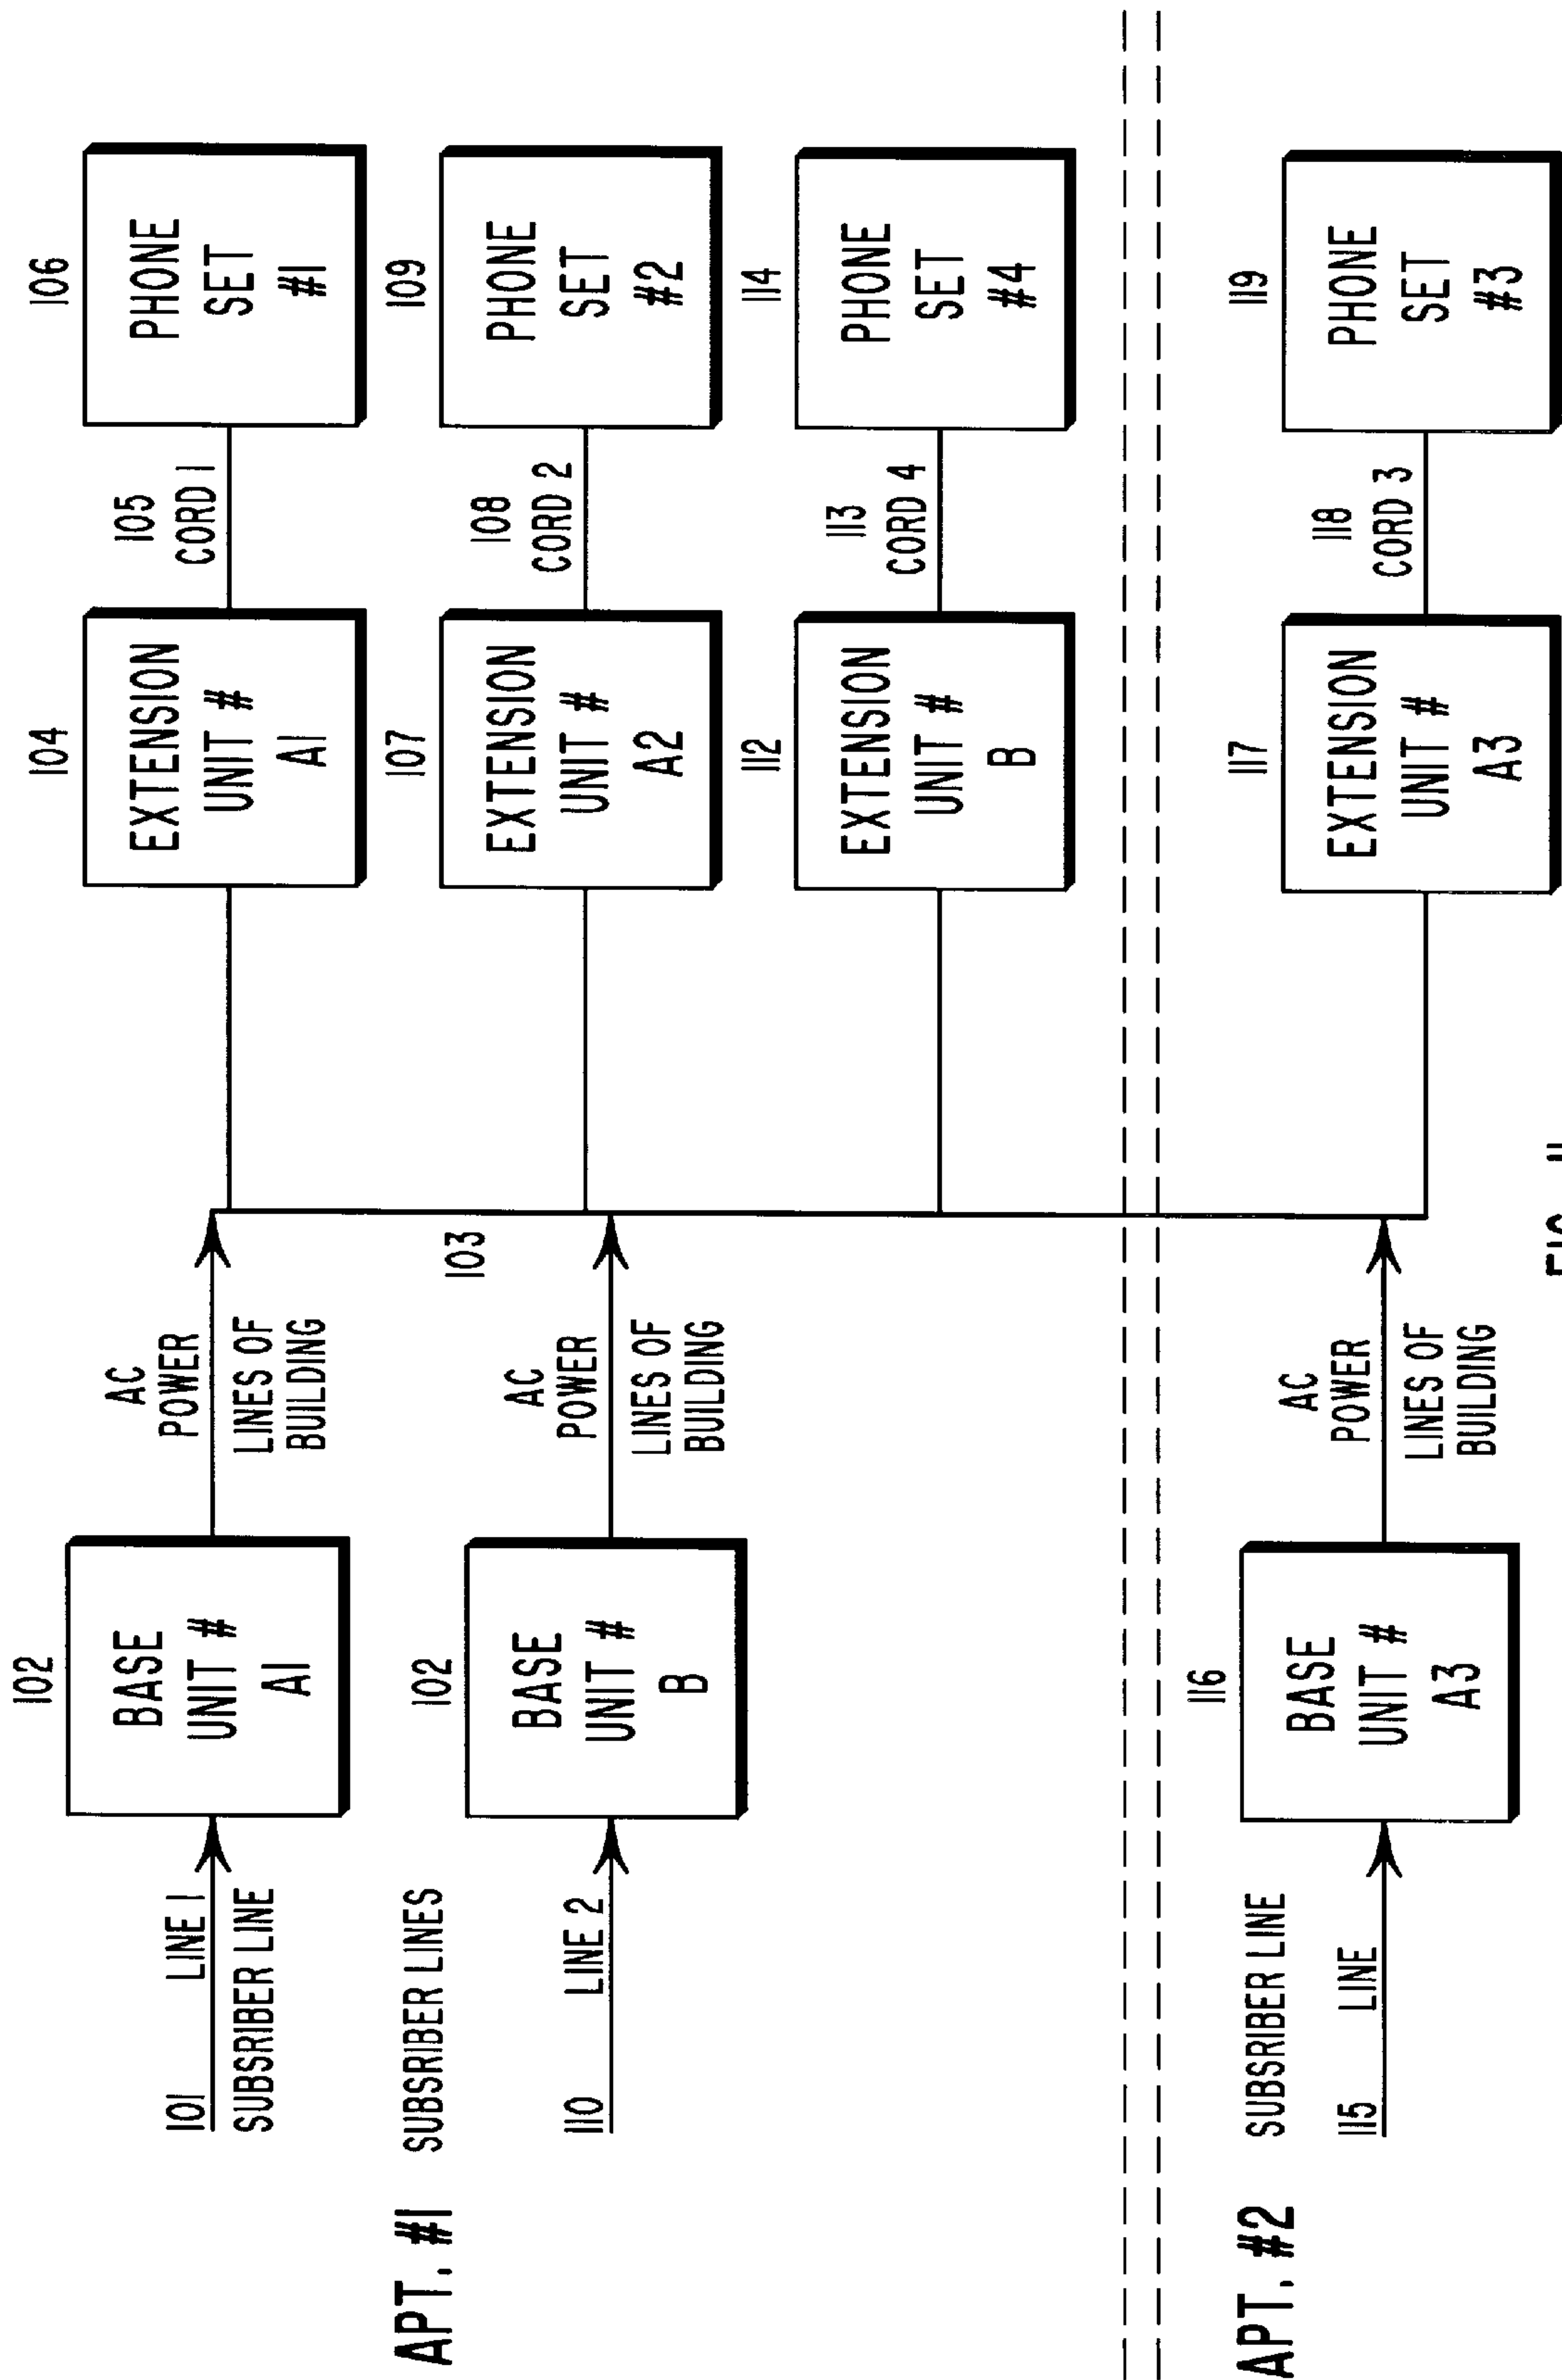 APT. #1
101 LINE 1
SUBSRIBER LINE
102
BASE
UNIT #
A1
AC
POWER
LINES OF
BUILDING
104
EXTENSION
UNIT #
A1
105
CORD 1
106
PHONE
SET
#1
SUBSRIBER LINES
110 LINE 2
102
BASE
UNIT #
B
AC
POWER
LINES OF
BUILDING
103
107
EXTENSION
UNIT #
A2
108
CORD 2
109
PHONE
SET
#2
112
EXTENSION
UNIT #
B
113
CORD 4
114
PHONE
SET
#4
APT. #2
SUBSRIBER LINE
115 LINE
116
BASE
UNIT #
A3
AC
POWER
LINES OF
BUILDING
117
EXTENSION
UNIT #
A3
118
CORD 3
119
PHONE
SET
#3